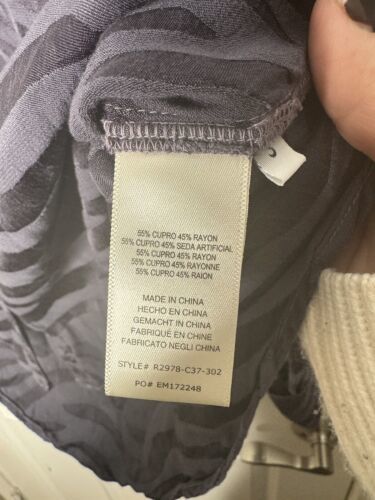 55% CUPRO 45% RAYON
55% CUPRO 45% SEDA ARTIFICIAL
55% CUPRO 45% RAYON
55% CUPRO 45% RAYONNE
55% CUPRO 45% RAION
MADE IN CHINA
HECHO EN CHINA
GEMACHT IN CHINA
FABRIQUÉ EN CHINE
FABRICATO NEGLI CHINA
STYLE# R2978-C37-302
PO# EM172248